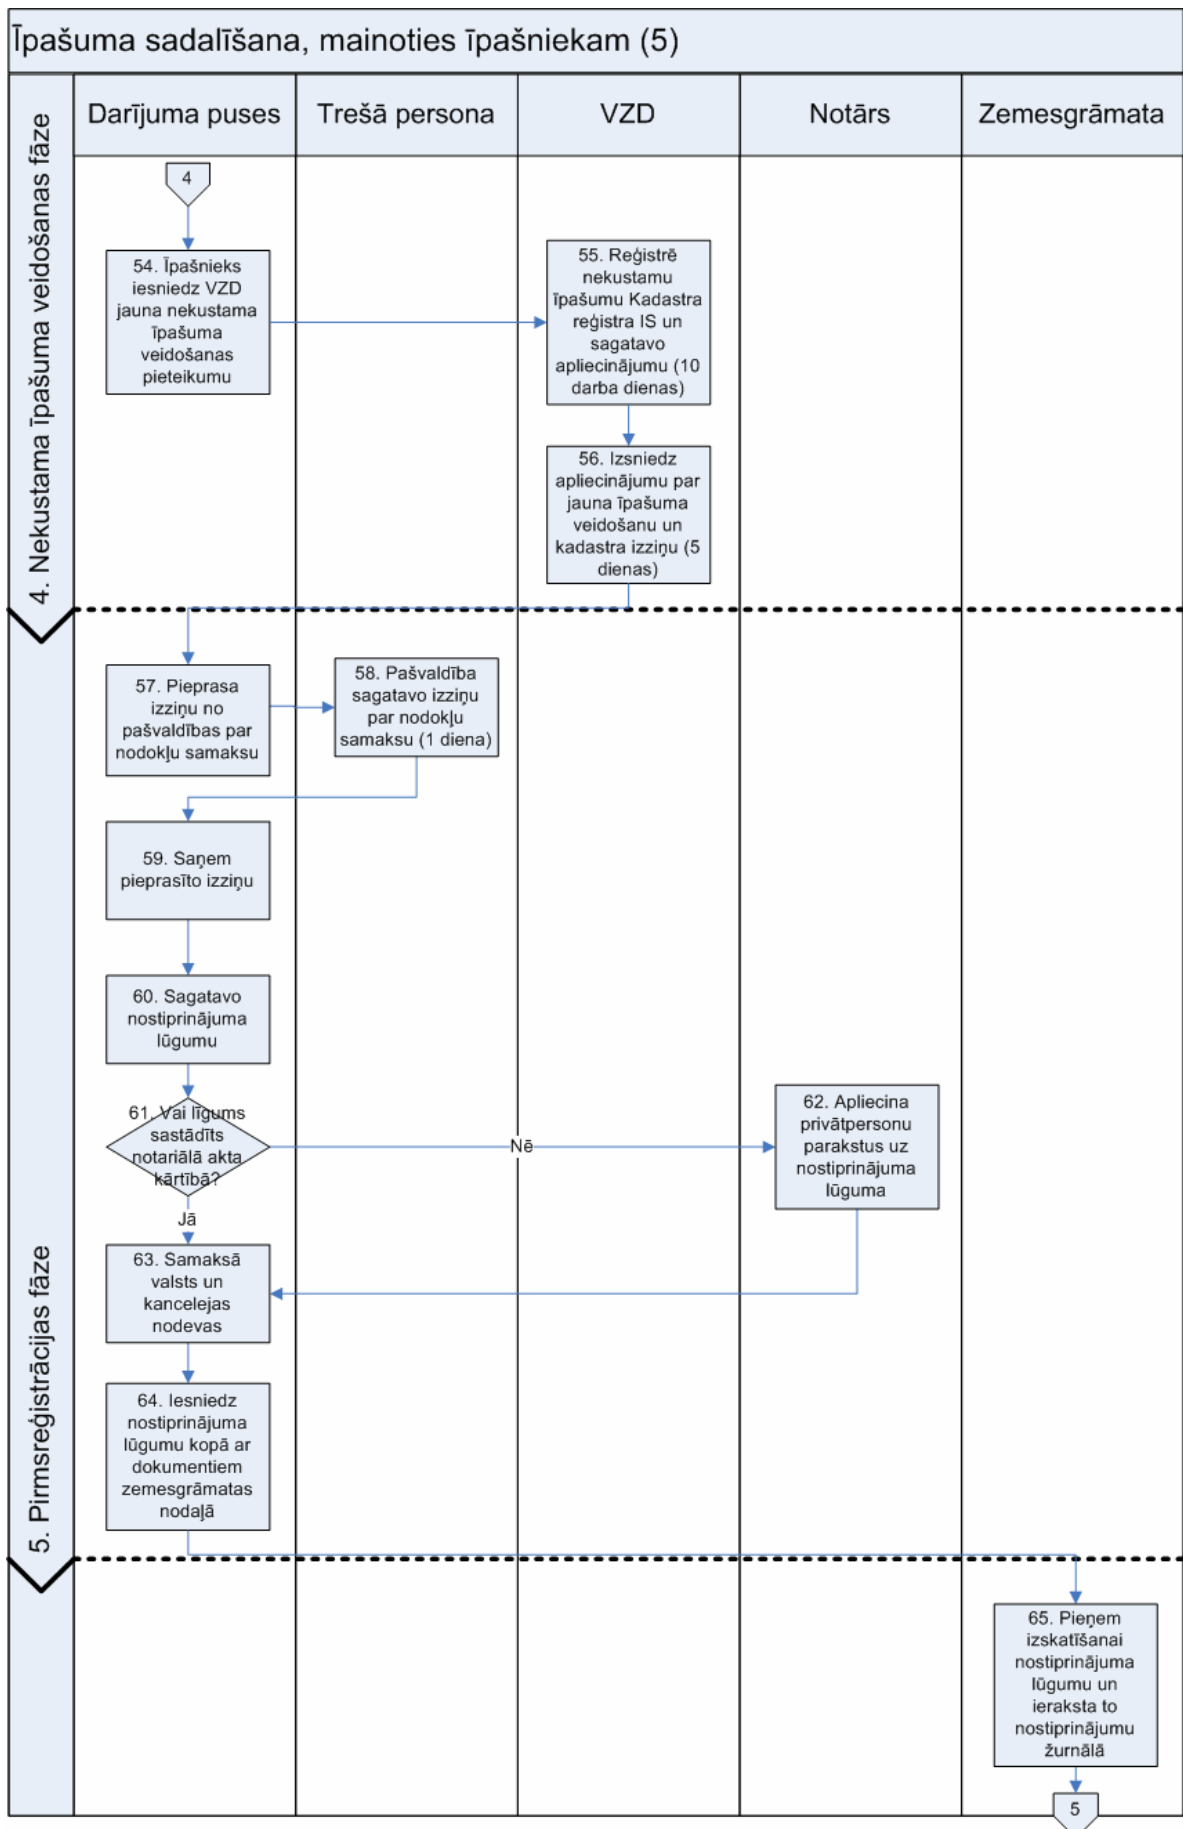 Īpašuma sadalīšana, mainoties īpašniekam (5)
4. Nekustama īpašuma veidošanas fāze
Darījuma puses
Trešā persona
VZD
Notārs
Zemesgrāmata
4
54. Īpašnieks
iesniedz VZD
jauna nekustama
īpašuma
veidošanas
pieteikumu
55. Reģistrē
nekustamu
īpašumu Kadastra
reģistra IS un
sagatavo
apliecinājumu (10
darba dienas)
56. Izsniedz
apliecinājumu par
jauna īpašuma
veidošanu un
kadastra izziņu (5
dienas)
5. Pirmsreģistrācijas fāze
57. Pieprasa
izziņu no
pašvaldības par
nodokļu samaksu
58. Pašvaldība
sagatavo izziņu
par nodokļu
samaksu (1 diena)
59. Saņem
pieprasīto izziņu
60. Sagatavo
nostiprinājuma
lūgumu
61. Vai līgums
sastādīts
notariālā akta
kārtībā?
Nē
62. Apliecina
privātpersonu
parakstus uz
nostiprinājuma
lūguma
Jā
63. Samaksā
valsts un
kancelejas
nodevas
64. Iesniedz
nostiprinājuma
lūgumu kopā ar
dokumentiem
zemesgrāmatas
nodaļā
65. Pieņem
izskatīšanai
nostiprinājuma
lūgumu un
ieraksta to
nostiprinājumu
žurnālā
5